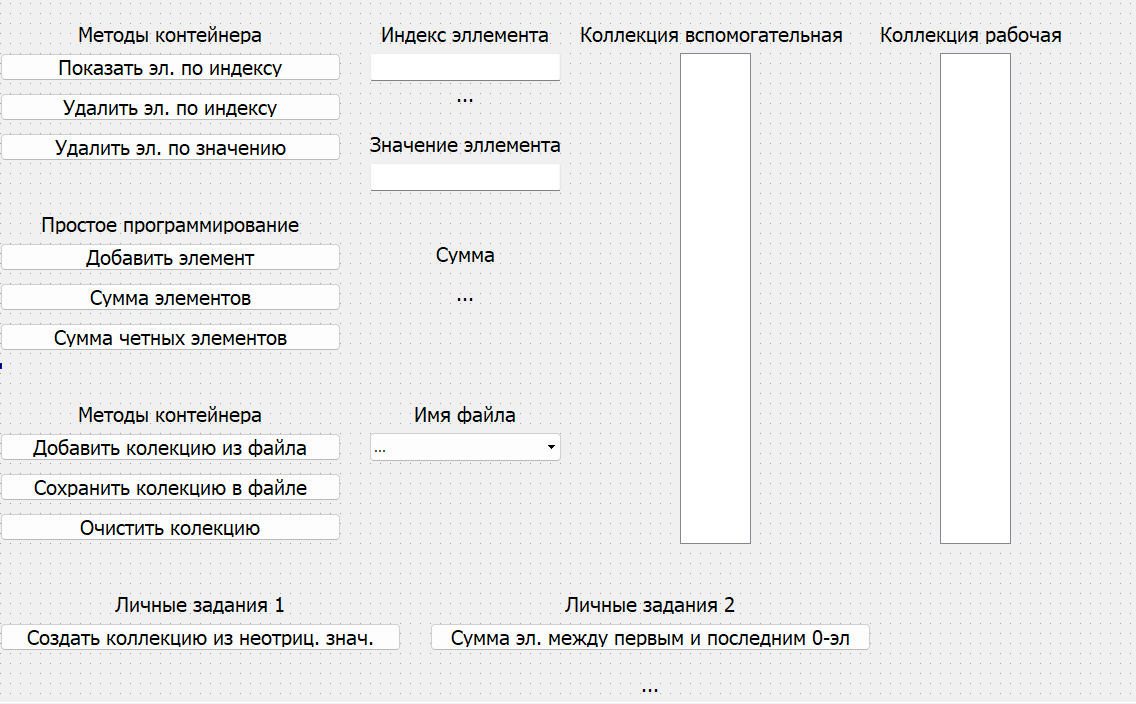 Методы контейнера
Показать эл. по индексу
Удалить эл. по индексу
Удалить эл. по значению
Индекс эллемента
...
Значение эллемента
Коллекция вспомогательная
Коллекция рабочая
Простое программирование
Добавить элемент
Сумма элементов
Сумма четных элементов
Сумма
...
Методы контейнера
Добавить колекцию из файла
Сохранить колекцию в файле
Очистить колекцию
Имя файла
...
Личные задания 1
Создать коллекцию из неотриц. знач.
Личные задания 2
Сумма эл. между первым и последним 0-эл
...